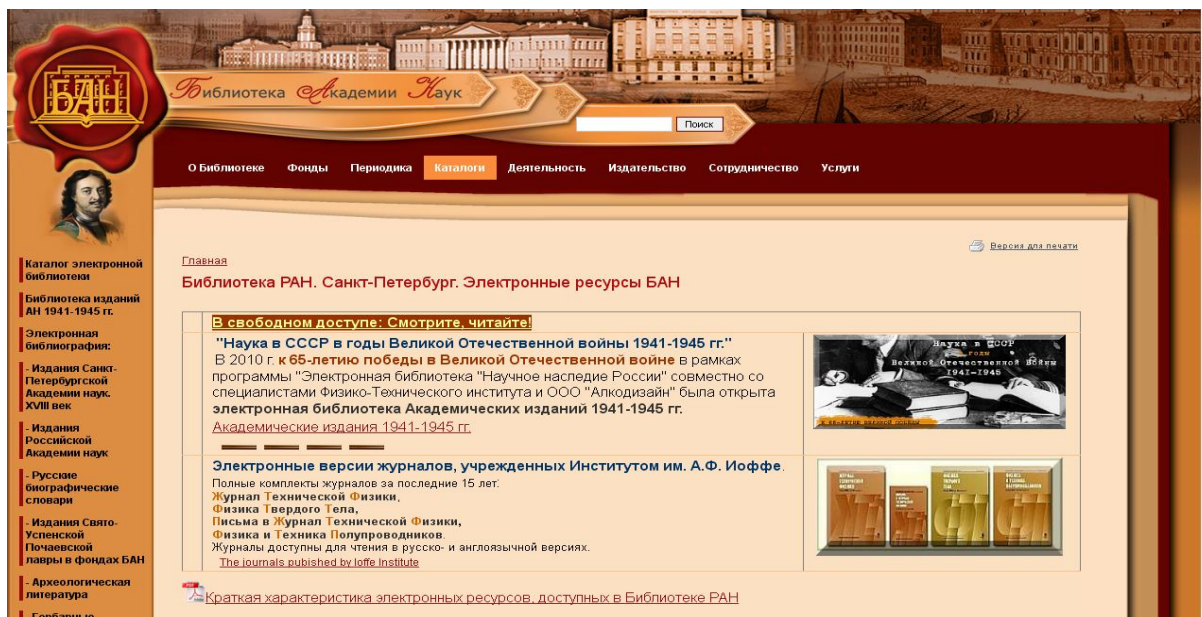 БАН
Библиотека Академии Наук
Поиск
О Библиотеке Фонды Периодика Каталоги Деятельность Издательство Сотрудничество Услуги
Версия для печати
Каталог электронной
библиотеки
Библиотека изданий
АН 1941-1945 гг.
Электронная
библиография:
- Издания Санкт-
Петербургской
Академии наук.
XVIII век
- Издания
Российской
Академии наук
- Русские
биографические
словари
- Издания Свято-
Успенской
Почаевской
лавры в фондах БАН
- Археологическая
литература
Главная
Библиотека РАН. Санкт-Петербург. Электронные ресурсы БАН
В свободном доступе: Смотрите, читайте!
"Наука в СССР в годы Великой Отечественной войны 1941-1945 гг."
В 2010 г. к 65-летию победы в Великой Отечественной войне в рамках
программы "Электронная библиотека "Научное наследие России" совместно со
специалистами Физико-Технического института и ООО "Алкодизайн" была открыта
электронная библиотека Академических изданий 1941-1945 гг.
Академические издания 1941-1945 гг.
Наука в СССР
в годы
Великой Отечественной Войны
1941-1945
Электронные версии журналов, учрежденных Институтом им. А.Ф. Иоффе.
Полные комплекты журналов за последние 15 лет:
Журнал Технической Физики,
Физика Твердого Тела,
Письма в Журнал Технической Физики,
Физика и Техника Полупроводников.
Журналы доступны для чтения в русско- и англоязычной версиях.
The journals pubished by Ioffe Institute
Краткая характеристика электронных ресурсов, доступных в Библиотеке РАН